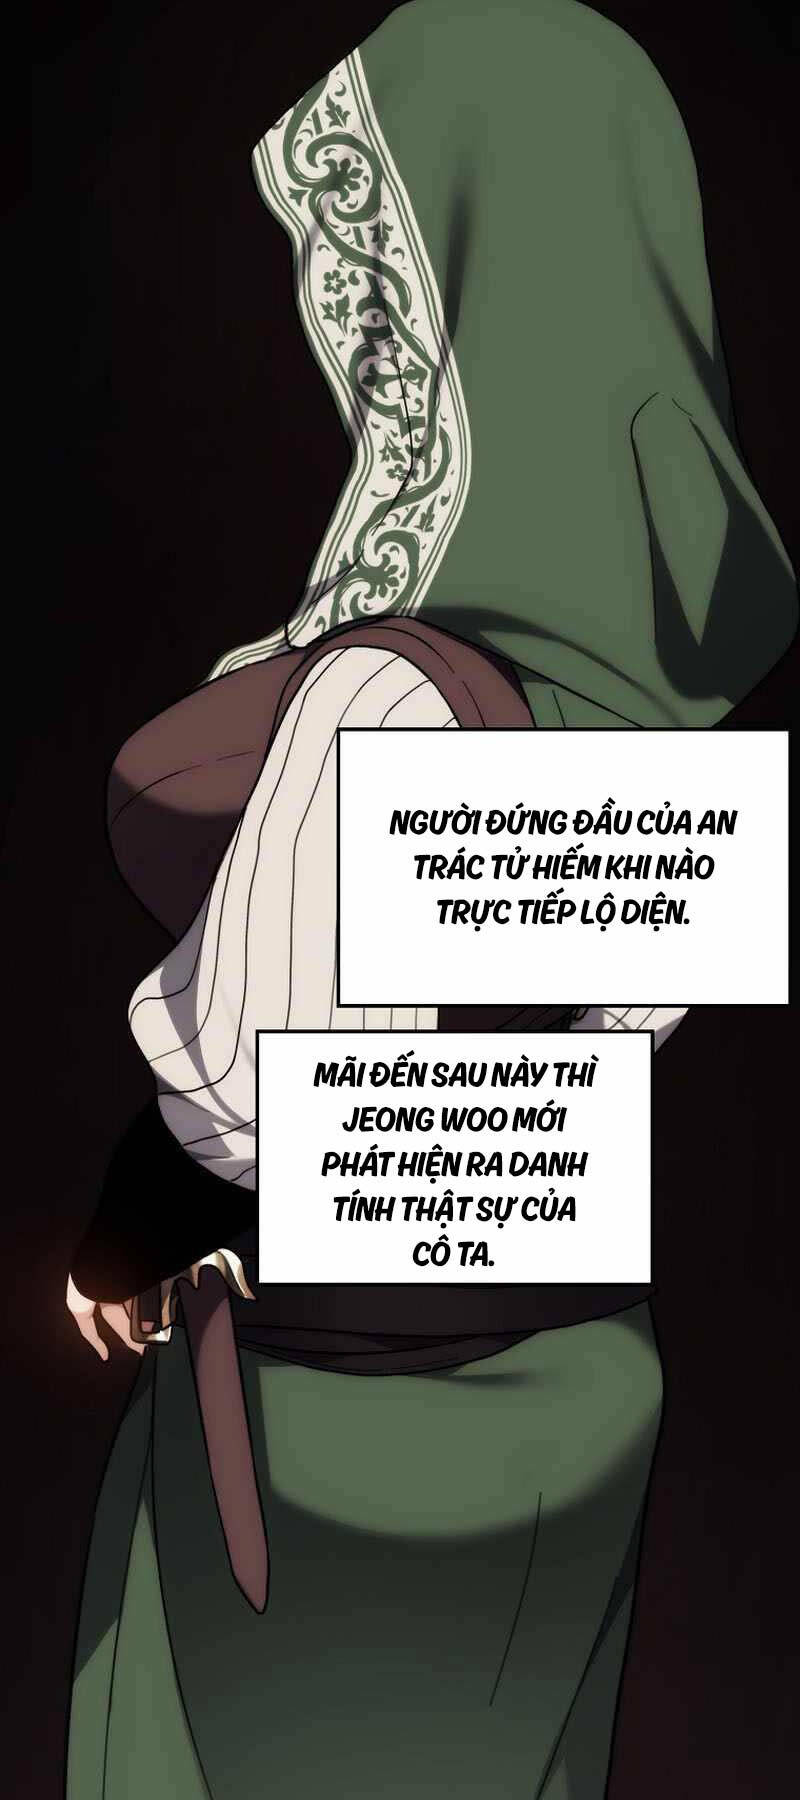 NGƯỜI ĐỨNG ĐẦU CỦA AN
TRÁC TỬ HIẾM KHI NÀO
TRỰC TIẾP LỘ DIỆN.
MÃI ĐẾN SAU NÀY THÌ
JEONG WOO MỚI
PHÁT HIỆN RA DANH
TÍNH THẬT SỰ CỦA
CÔ TA.